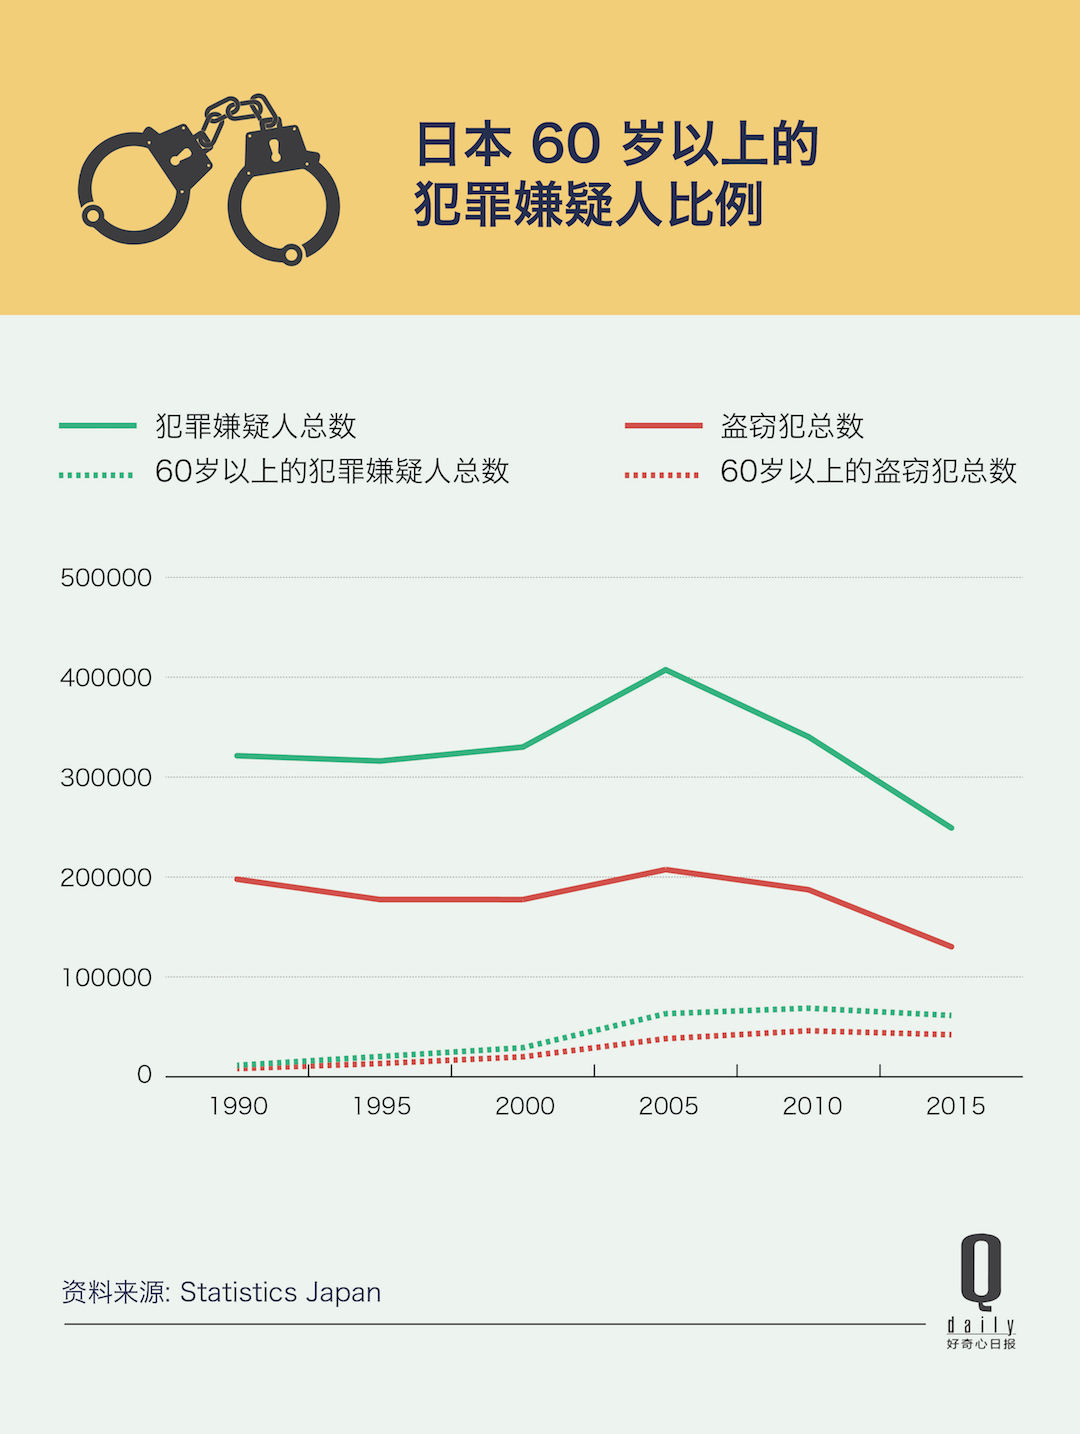 日本 60 岁以上的
犯罪嫌疑人比例
犯罪嫌疑人总数
盗窃犯总数
60岁以上的犯罪嫌疑人总数
60岁以上的盗窃犯总数
500000
400000
300000
200000
100000
0
1990 1995 2000 2005 2010 2015
资料来源: Statistics Japan
Q
daily
好奇心日报